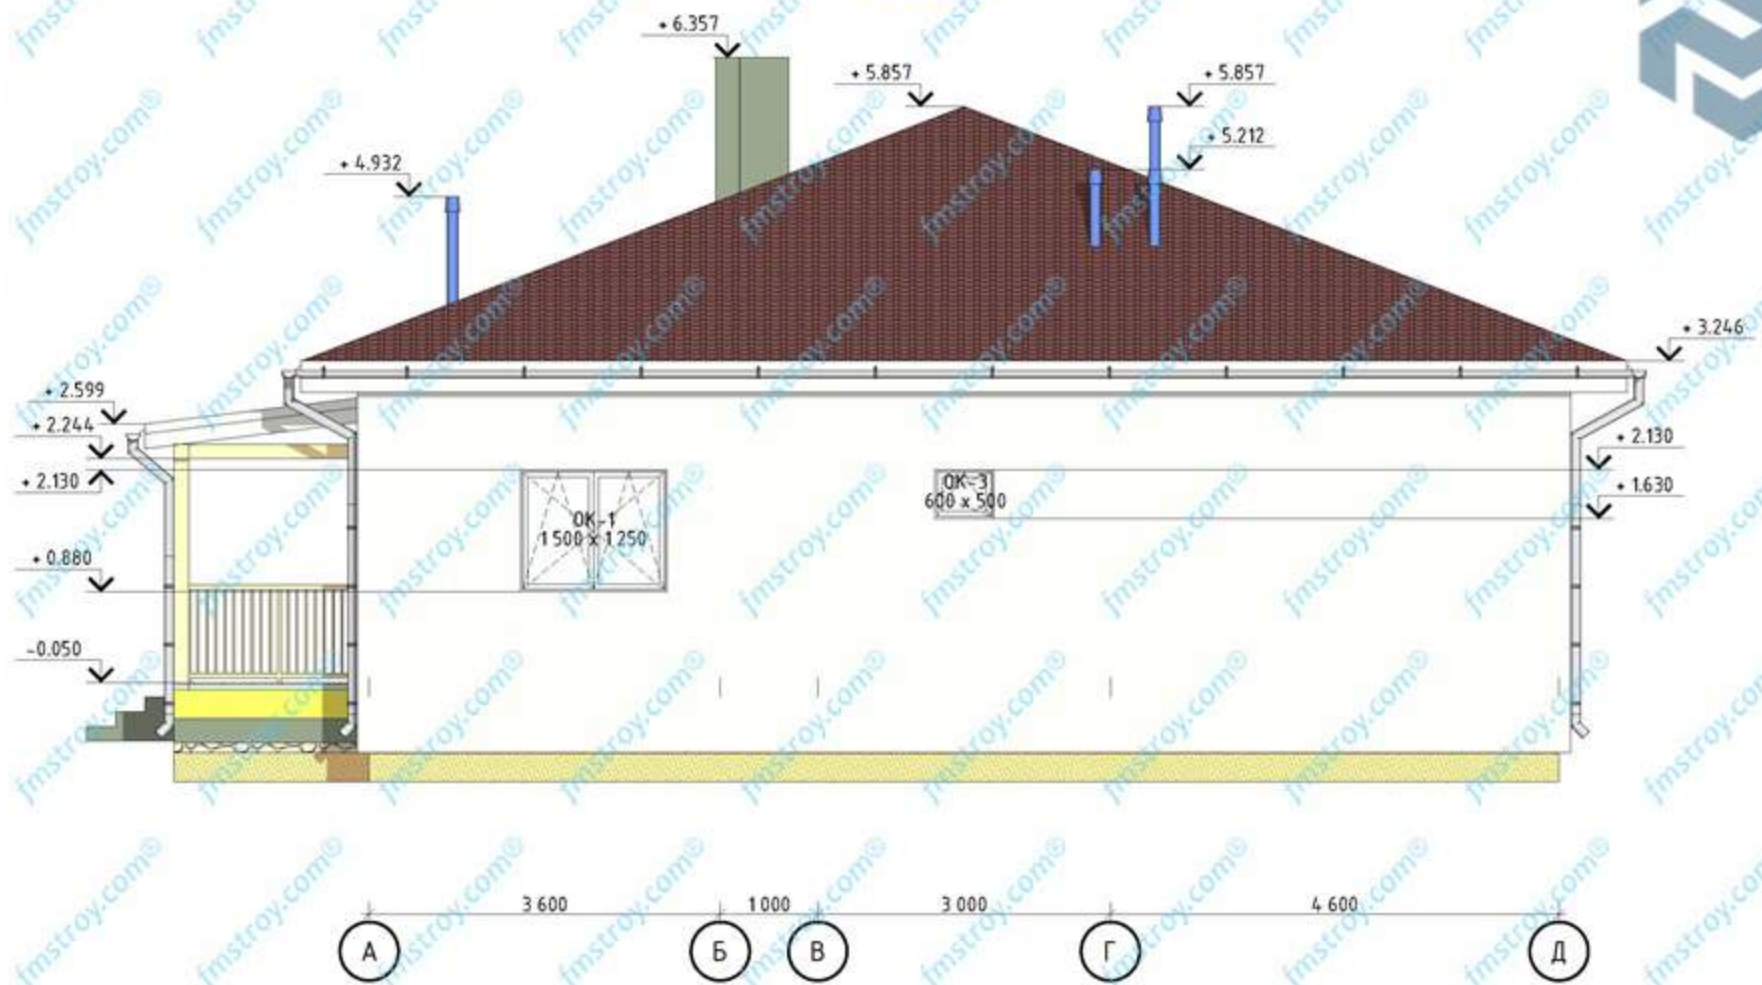 + 6.357
+ 5.857
+ 5.857
+ 5.212
+ 4.932
+ 3.246
+ 2.599
+ 2.244
+ 2.130
+ 0.880
-0.050
+ 2.130
+ 1.630
ОК-1
1 500 x 1 250
ОК-3
600 x 500
3 600
1 000
3 000
4 600
А
Б
В
Г
Д
fmstroy.com®